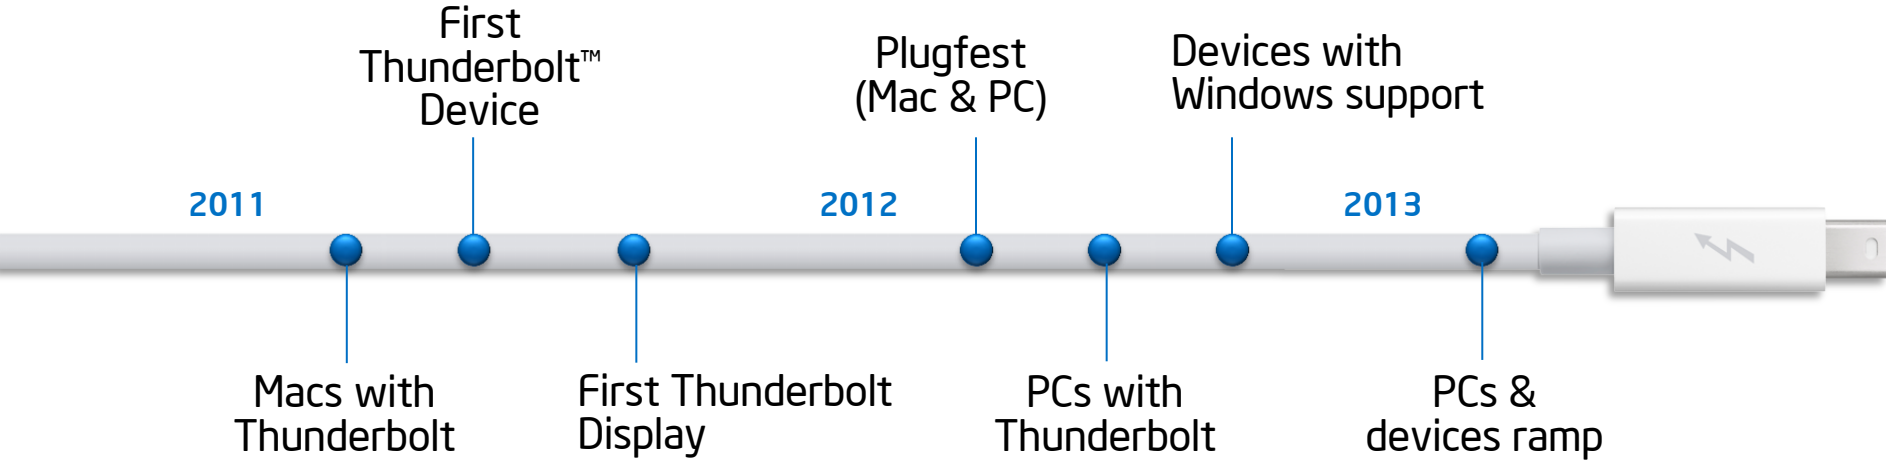 First
Thunderbolt™
Device
Plugfest
(Mac & PC)
Devices with
Windows support
2011
2012
2013
Macs with
Thunderbolt
First Thunderbolt
Display
PCs with
Thunderbolt
PCs &
devices ramp